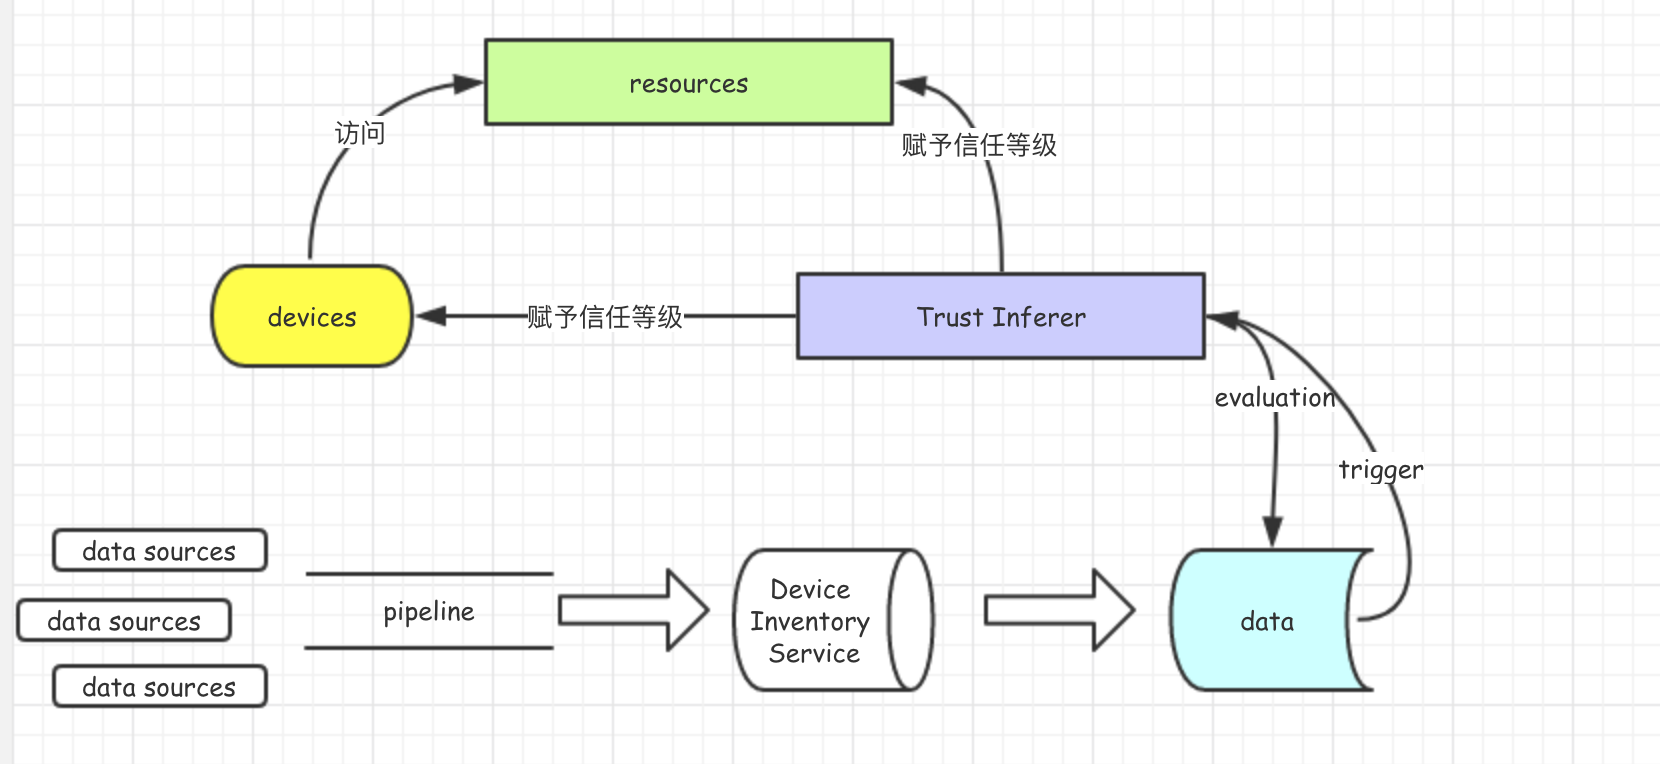 resources
访问
赋予信任等级
devices
赋予信任等级
Trust Inferer
evaluation
trigger
data sources
data sources
data sources
pipeline
Device
Inventory
Service
data